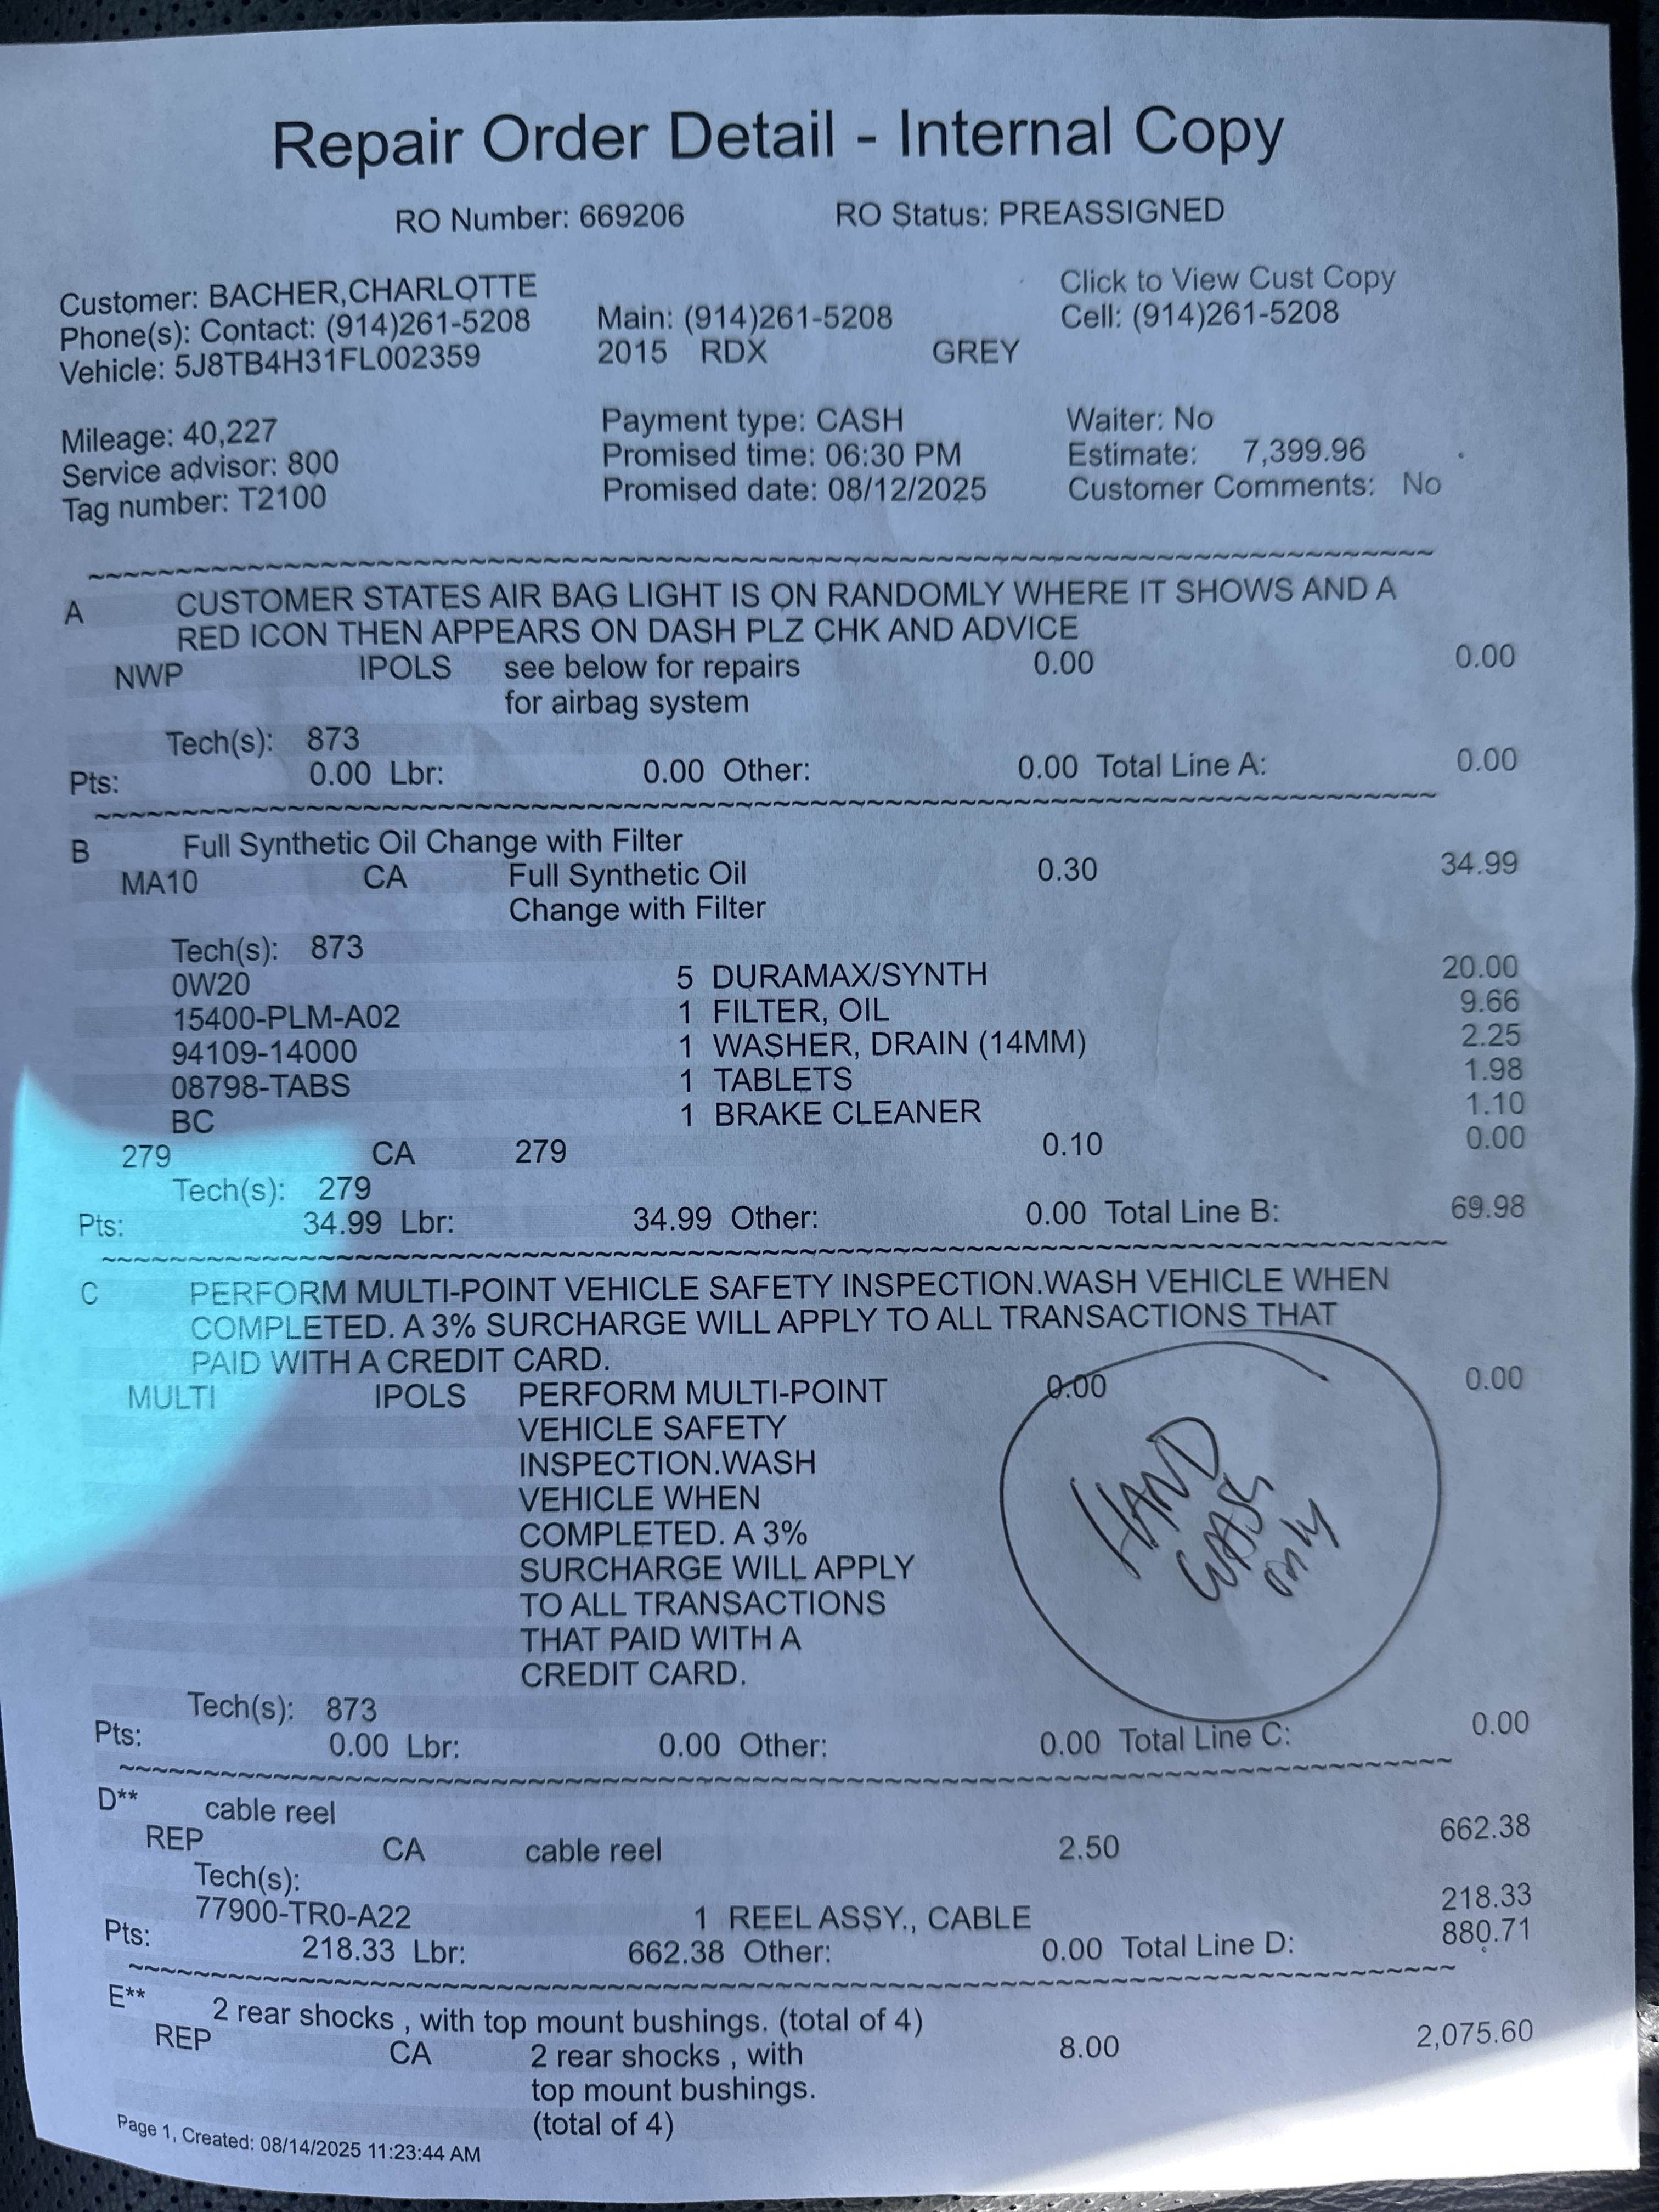 Repair Order Detail - Internal Copy
RO Number: 669206 RO Status: PREASSIGNED
Click to View Cust Copy
Customer: BACHER,CHARLOTTE
Phone(s): Contact: (914)261-5208 Main: (914)261-5208 Cell: (914)261-5208
Vehicle: 5J8TB4H31FL002359 2015 RDX GREY
Mileage: 40,227 Payment type: CASH Waiter: No
Service advisor: 800 Promised time: 06:30 PM Estimate: 7,399.96
Tag number: T2100 Promised date: 08/12/2025 Customer Comments: No
~~~~~~~~~~~~~~~~~~~~~~~~~~~~~~~~~~~~~~~~
A CUSTOMER STATES AIR BAG LIGHT IS ON RANDOMLY WHERE IT SHOWS AND A
RED ICON THEN APPEARS ON DASH PLZ CHK AND ADVICE
NWP IPOLS see below for repairs 0.00 0.00
for airbag system
Tech(s): 873
Pts: 0.00 Lbr: 0.00 Other: 0.00 Total Line A: 0.00
~~~~~~~~~~~~~~~~~~~~~~~~~~~~~~~~~~~~~~~~
B Full Synthetic Oil Change with Filter
MA10 CA Full Synthetic Oil 0.30 34.99
Change with Filter
Tech(s): 873
0W20 5 DURAMAX/SYNTH 20.00
15400-PLM-A02 1 FILTER, OIL 9.66
94109-14000 1 WASHER, DRAIN (14MM) 2.25
08798-TABS 1 TABLETS 1.98
BC 1 BRAKE CLEANER 1.10
279 CA 279 0.10 0.00
Tech(s): 279
Pts: 34.99 Lbr: 34.99 Other: 0.00 Total Line B: 69.98
~~~~~~~~~~~~~~~~~~~~~~~~~~~~~~~~~~~~~~~~
C PERFORM MULTI-POINT VEHICLE SAFETY INSPECTION.WASH VEHICLE WHEN
COMPLETED. A 3% SURCHARGE WILL APPLY TO ALL TRANSACTIONS THAT
PAID WITH A CREDIT CARD.
MULTI IPOLS PERFORM MULTI-POINT 0.00 0.00
VEHICLE SAFETY
INSPECTION.WASH
VEHICLE WHEN
COMPLETED. A 3%
SURCHARGE WILL APPLY
TO ALL TRANSACTIONS
THAT PAID WITH A
CREDIT CARD.
HAND
WASH
only
Tech(s): 873
Pts: 0.00 Lbr: 0.00 Other: 0.00 Total Line C: 0.00
~~~~~~~~~~~~~~~~~~~~~~~~~~~~~~~~~~~~~~~~
D** cable reel
REP CA cable reel 2.50 662.38
Tech(s):
77900-TR0-A22 1 REEL ASSY., CABLE 218.33
Pts: 218.33 Lbr: 662.38 Other: 0.00 Total Line D: 880.71
~~~~~~~~~~~~~~~~~~~~~~~~~~~~~~~~~~~~~~~~
E** 2 rear shocks , with top mount bushings. (total of 4)
REP CA 2 rear shocks , with 8.00 2,075.60
top mount bushings.
(total of 4)
Page 1, Created: 08/14/2025 11:23:44 AM